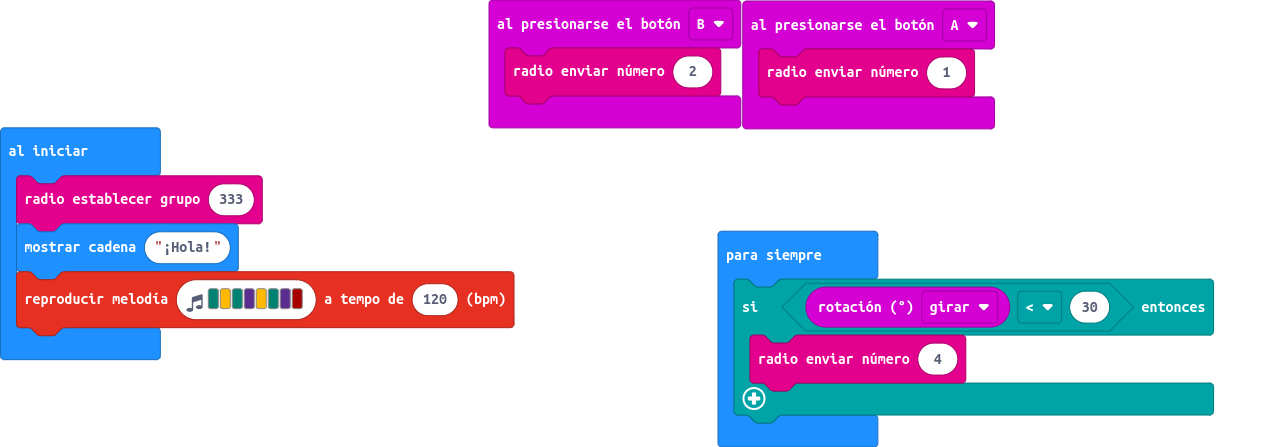 al presionarse el botón B
radio enviar número 2
al presionarse el botón A
radio enviar número 1
al iniciar
radio establecer grupo 333
mostrar cadena "¡Hola!"
reproducir melodía a tempo de 120 (bpm)
para siempre
si rotación (°) girar < 30 entonces
radio enviar número 4